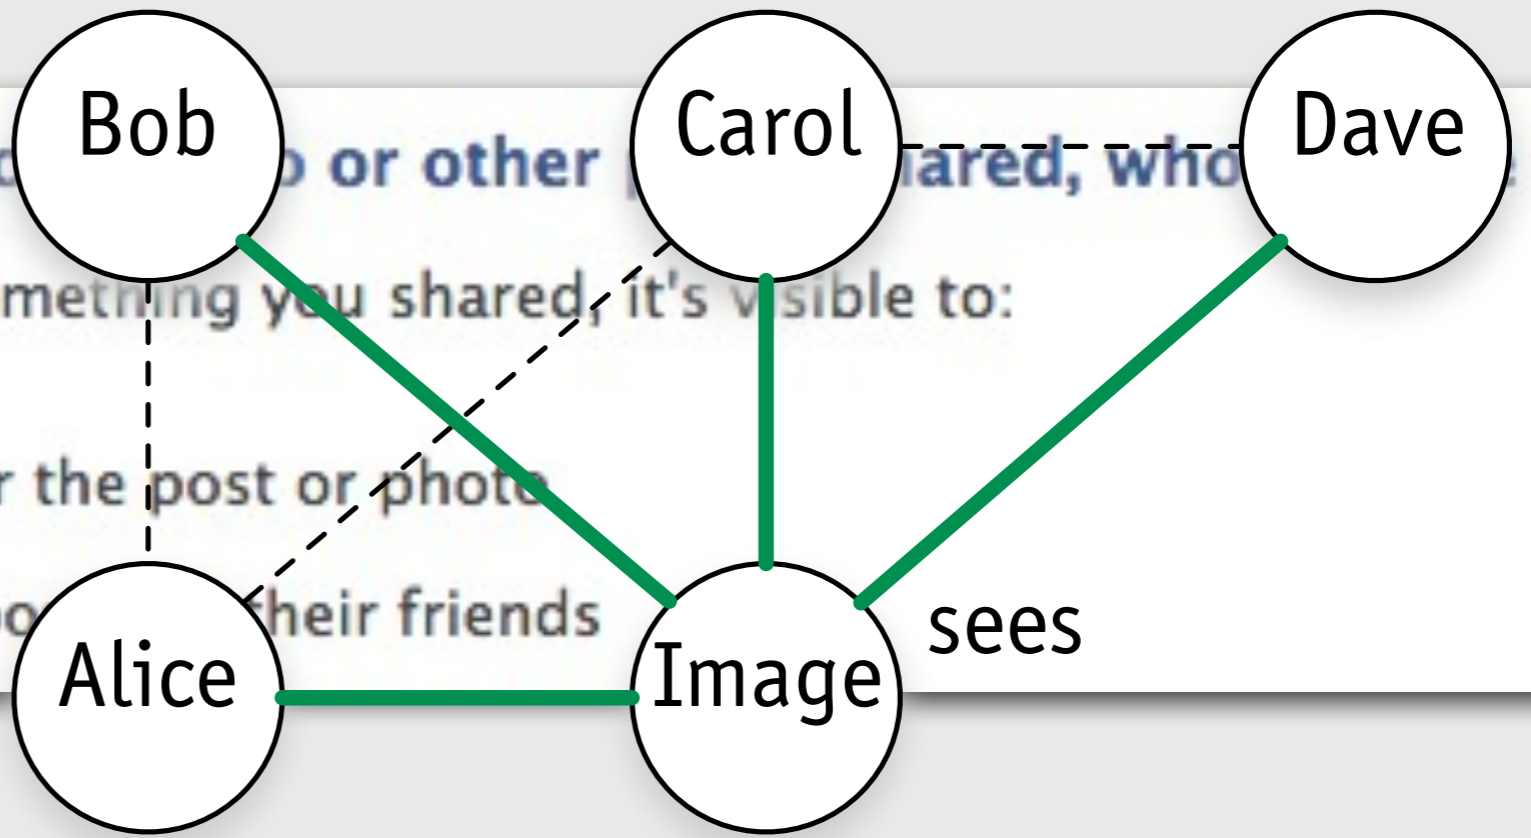 Bob Carol Dave
or other hared, who
mething you shared, it's visible to:
r the post or photo
their friends
sees
Alice Image